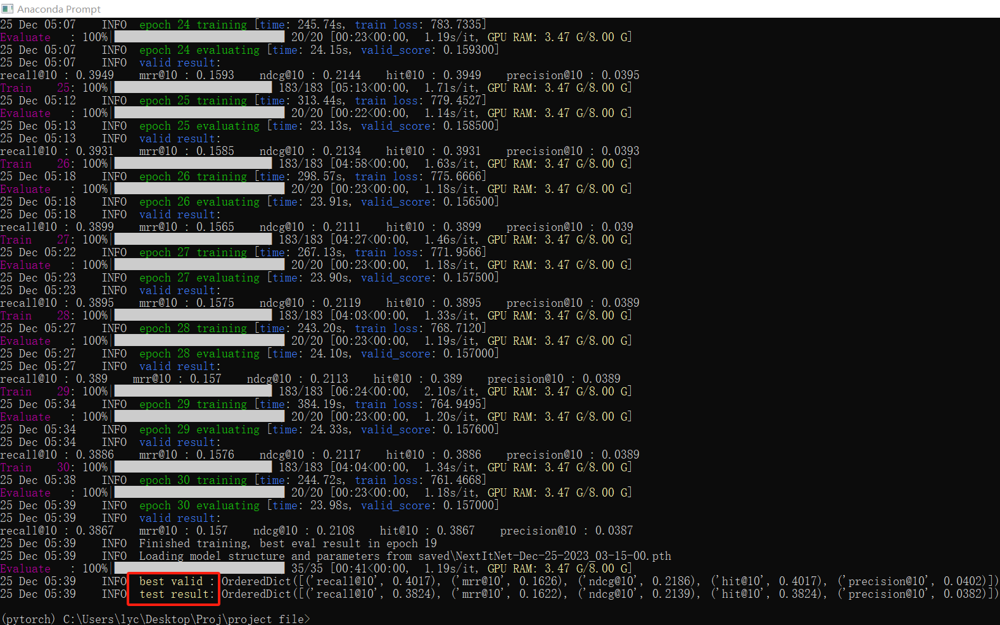 Anaconda Prompt
25 Dec 05:07    INFO  epoch 24 training [time: 245.74s, train loss: 783.7335]
Evaluate   : 100%| 20/20 [00:23<00:00,  1.19s/it, GPU RAM: 3.47 G/8.00 G]
25 Dec 05:07    INFO  epoch 24 evaluating [time: 24.15s, valid_score: 0.159300]
25 Dec 05:07    INFO  valid result:
recall@10 : 0.3949    mrr@10 : 0.1593    ndcg@10 : 0.2144    hit@10 : 0.3949    precision@10 : 0.0395
Train    25: 100%| 183/183 [05:13<00:00,  1.71s/it, GPU RAM: 3.47 G/8.00 G]
25 Dec 05:12    INFO  epoch 25 training [time: 313.44s, train loss: 779.4527]
Evaluate   : 100%| 20/20 [00:22<00:00,  1.14s/it, GPU RAM: 3.47 G/8.00 G]
25 Dec 05:13    INFO  epoch 25 evaluating [time: 23.13s, valid_score: 0.158500]
25 Dec 05:13    INFO  valid result:
recall@10 : 0.3931    mrr@10 : 0.1585    ndcg@10 : 0.2134    hit@10 : 0.3931    precision@10 : 0.0393
Train    26: 100%| 183/183 [04:58<00:00,  1.63s/it, GPU RAM: 3.47 G/8.00 G]
25 Dec 05:18    INFO  epoch 26 training [time: 298.57s, train loss: 775.6666]
Evaluate   : 100%| 20/20 [00:23<00:00,  1.18s/it, GPU RAM: 3.47 G/8.00 G]
25 Dec 05:18    INFO  epoch 26 evaluating [time: 23.91s, valid_score: 0.156500]
25 Dec 05:18    INFO  valid result:
recall@10 : 0.3899    mrr@10 : 0.1565    ndcg@10 : 0.2111    hit@10 : 0.3899    precision@10 : 0.039
Train    27: 100%| 183/183 [04:27<00:00,  1.46s/it, GPU RAM: 3.47 G/8.00 G]
25 Dec 05:22    INFO  epoch 27 training [time: 267.13s, train loss: 771.9566]
Evaluate   : 100%| 20/20 [00:23<00:00,  1.18s/it, GPU RAM: 3.47 G/8.00 G]
25 Dec 05:23    INFO  epoch 27 evaluating [time: 23.90s, valid_score: 0.157500]
25 Dec 05:23    INFO  valid result:
recall@10 : 0.3895    mrr@10 : 0.1575    ndcg@10 : 0.2119    hit@10 : 0.3895    precision@10 : 0.0389
Train    28: 100%| 183/183 [04:03<00:00,  1.33s/it, GPU RAM: 3.47 G/8.00 G]
25 Dec 05:27    INFO  epoch 28 training [time: 243.20s, train loss: 768.7120]
Evaluate   : 100%| 20/20 [00:23<00:00,  1.19s/it, GPU RAM: 3.47 G/8.00 G]
25 Dec 05:27    INFO  epoch 28 evaluating [time: 24.10s, valid_score: 0.157000]
25 Dec 05:27    INFO  valid result:
recall@10 : 0.389    mrr@10 : 0.157    ndcg@10 : 0.2113    hit@10 : 0.389    precision@10 : 0.0389
Train    29: 100%| 183/183 [06:24<00:00,  2.10s/it, GPU RAM: 3.47 G/8.00 G]
25 Dec 05:34    INFO  epoch 29 training [time: 384.19s, train loss: 764.9495]
Evaluate   : 100%| 20/20 [00:23<00:00,  1.20s/it, GPU RAM: 3.47 G/8.00 G]
25 Dec 05:34    INFO  epoch 29 evaluating [time: 24.33s, valid_score: 0.157600]
25 Dec 05:34    INFO  valid result:
recall@10 : 0.3886    mrr@10 : 0.1576    ndcg@10 : 0.2117    hit@10 : 0.3886    precision@10 : 0.0389
Train    30: 100%| 183/183 [04:04<00:00,  1.34s/it, GPU RAM: 3.47 G/8.00 G]
25 Dec 05:38    INFO  epoch 30 training [time: 244.72s, train loss: 761.4668]
Evaluate   : 100%| 20/20 [00:23<00:00,  1.18s/it, GPU RAM: 3.47 G/8.00 G]
25 Dec 05:39    INFO  epoch 30 evaluating [time: 23.98s, valid_score: 0.157000]
25 Dec 05:39    INFO  valid result:
recall@10 : 0.3867    mrr@10 : 0.157    ndcg@10 : 0.2108    hit@10 : 0.3867    precision@10 : 0.0387
25 Dec 05:39    INFO  Finished training, best eval result in epoch 19
25 Dec 05:39    INFO  Loading model structure and parameters from saved\NextItNet-Dec-25-2023_03-15-00.pth
Evaluate   : 100%| 35/35 [00:41<00:00,  1.19s/it, GPU RAM: 3.47 G/8.00 G]
25 Dec 05:39    INFO  best valid : OrderedDict([('recall@10', 0.4017), ('mrr@10', 0.1626), ('ndcg@10', 0.2186), ('hit@10', 0.4017), ('precision@10', 0.0402)])
25 Dec 05:39    INFO  test result: OrderedDict([('recall@10', 0.3824), ('mrr@10', 0.1622), ('ndcg@10', 0.2139), ('hit@10', 0.3824), ('precision@10', 0.0382)])
(pytorch) C:\Users\lyc\Desktop\Proj\project file>